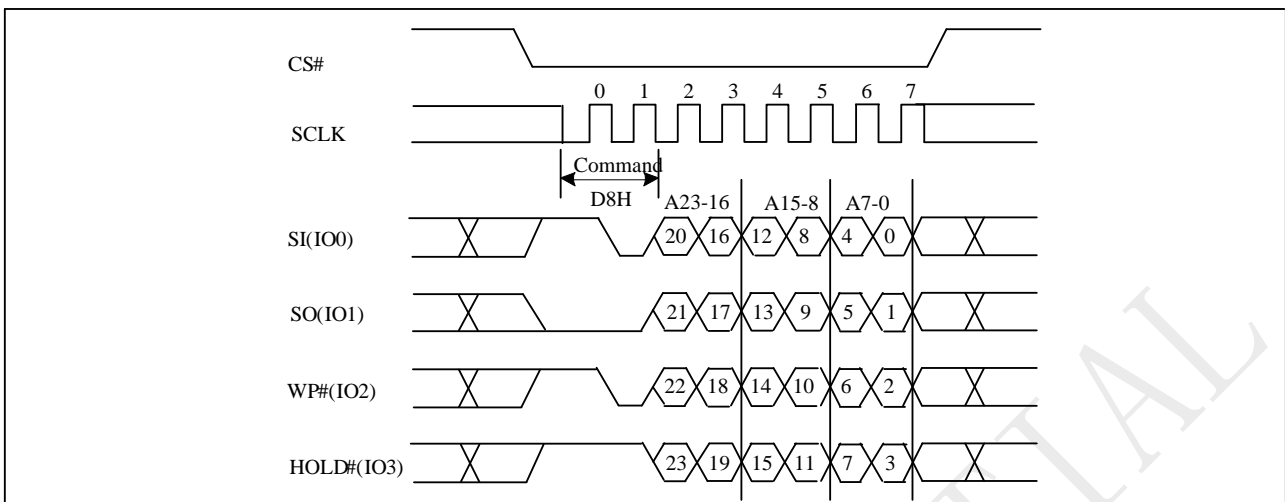 CS#
0 1 2 3 4 5 6 7
SCLK
Command
D8H A23-16 A15-8 A7-0
SI(IO0) 20 16 12 8 4 0
SO(IO1) 21 17 13 9 5 1
WP#(IO2) 22 18 14 10 6 2
HOLD#(IO3) 23 19 15 11 7 3